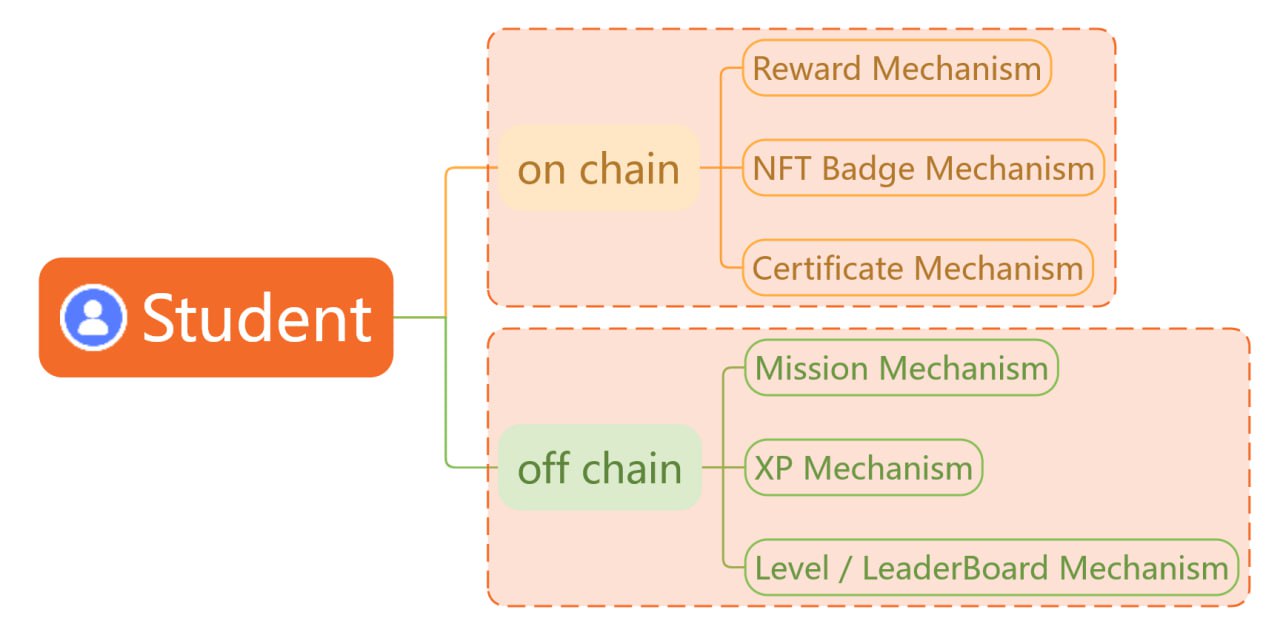 Student
on chain
Reward Mechanism
NFT Badge Mechanism
Certificate Mechanism
off chain
Mission Mechanism
XP Mechanism
Level / LeaderBoard Mechanism